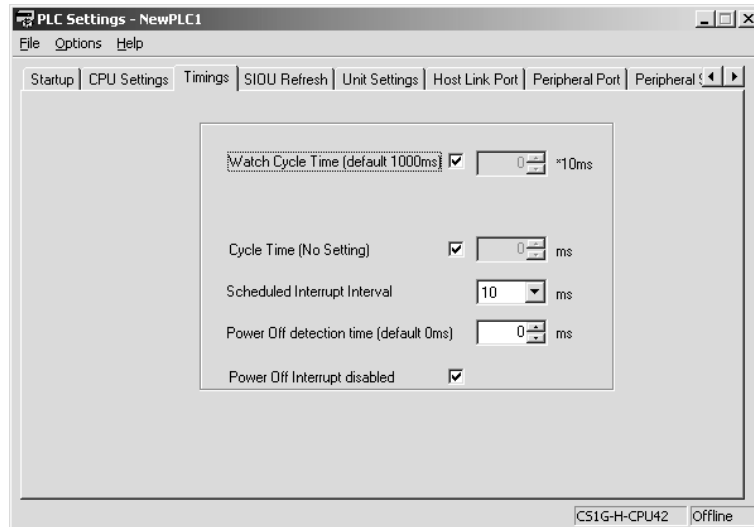 PLC Settings - NewPLC1
File Options Help
Startup CPU Settings Timings SIOU Refresh Unit Settings Host Link Port Peripheral Port Peripheral
Watch Cycle Time (default 1000ms) 0 *10ms
Cycle Time (No Setting) 0 ms
Scheduled Interrupt Interval 10 ms
Power Off detection time (default 0ms) 0 ms
Power Off Interrupt disabled
CS1G-H-CPU42 Offline